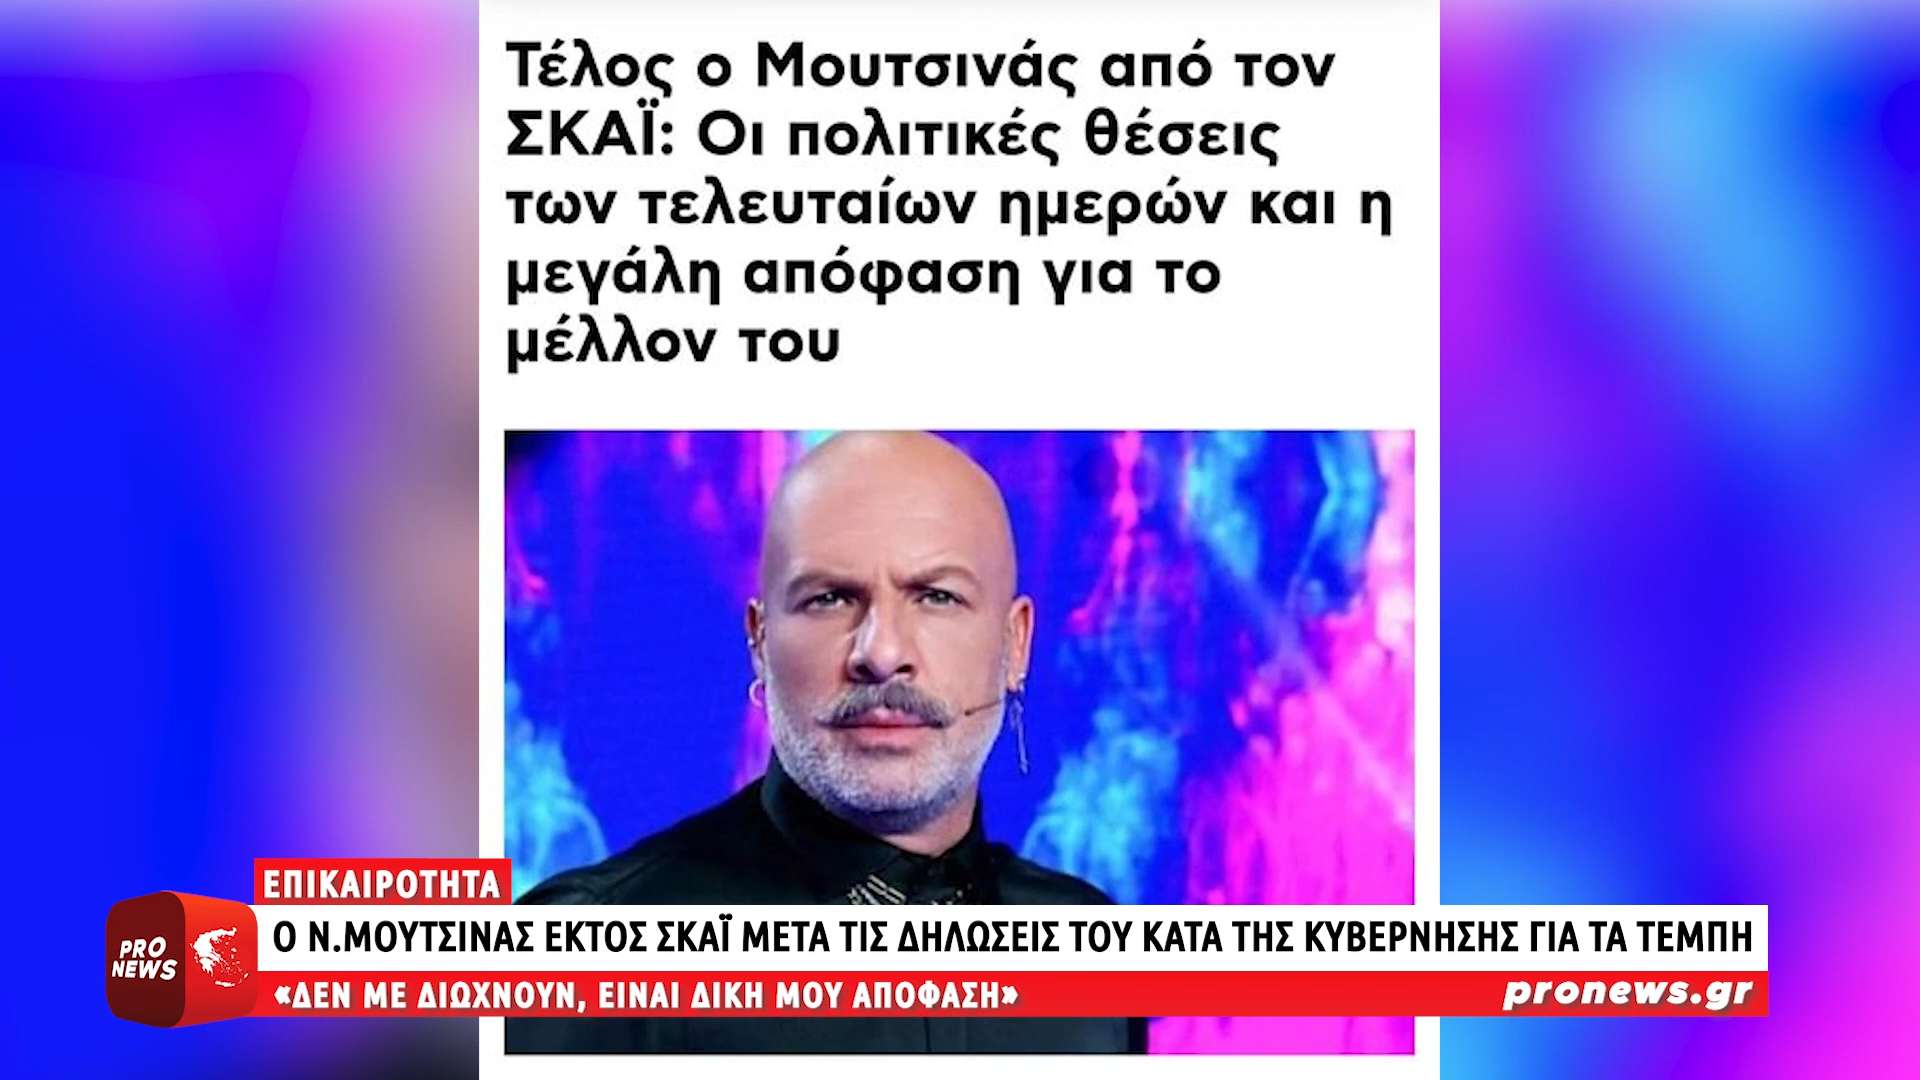 Τέλος ο Μουτσινάς από τον
ΣΚΑΪ: Οι πολιτικές θέσεις
των τελευταίων ημερών και η
μεγάλη απόφαση για το
μέλλον του
ΕΠΙΚΑΙΡΟΤΗΤΑ
Ο Ν.ΜΟΥΤΣΙΝΑΣ ΕΚΤΟΣ ΣΚΑΪ ΜΕΤΑ ΤΙΣ ΔΗΛΩΣΕΙΣ ΤΟΥ ΚΑΤΑ ΤΗΣ ΚΥΒΕΡΝΗΣΗΣ ΓΙΑ ΤΑ ΤΕΜΠΗ
PRO
NEWS
«ΔΕΝ ΜΕ ΔΙΩΧΝΟΥΝ, ΕΙΝΑΙ ΔΙΚΗ ΜΟΥ ΑΠΟΦΑΣΗ»
pronews.gr